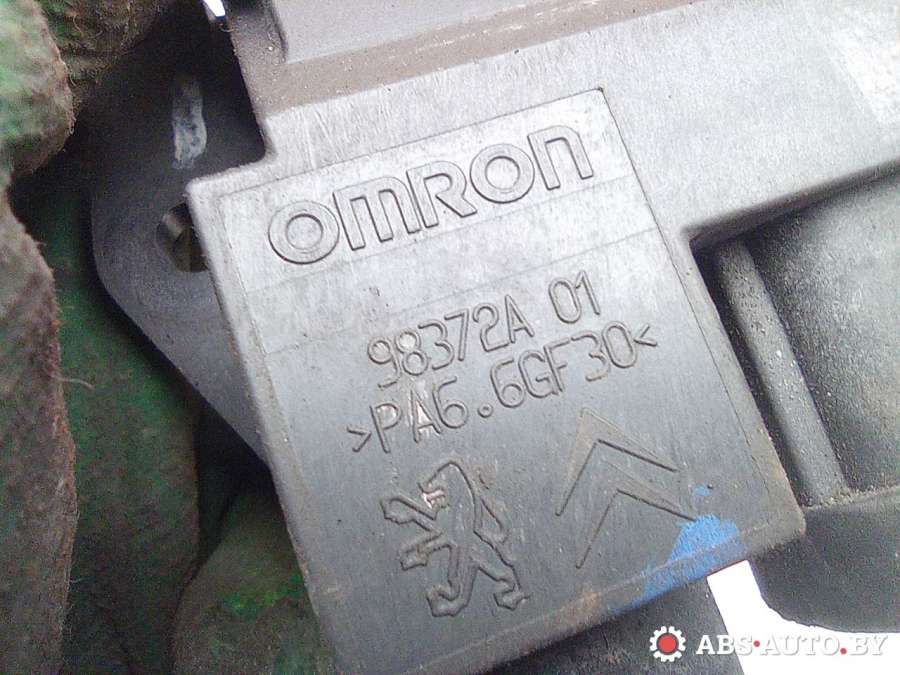 OMRON
98372A 01
>PA6.6GF30<
ABS-AUTO.BY